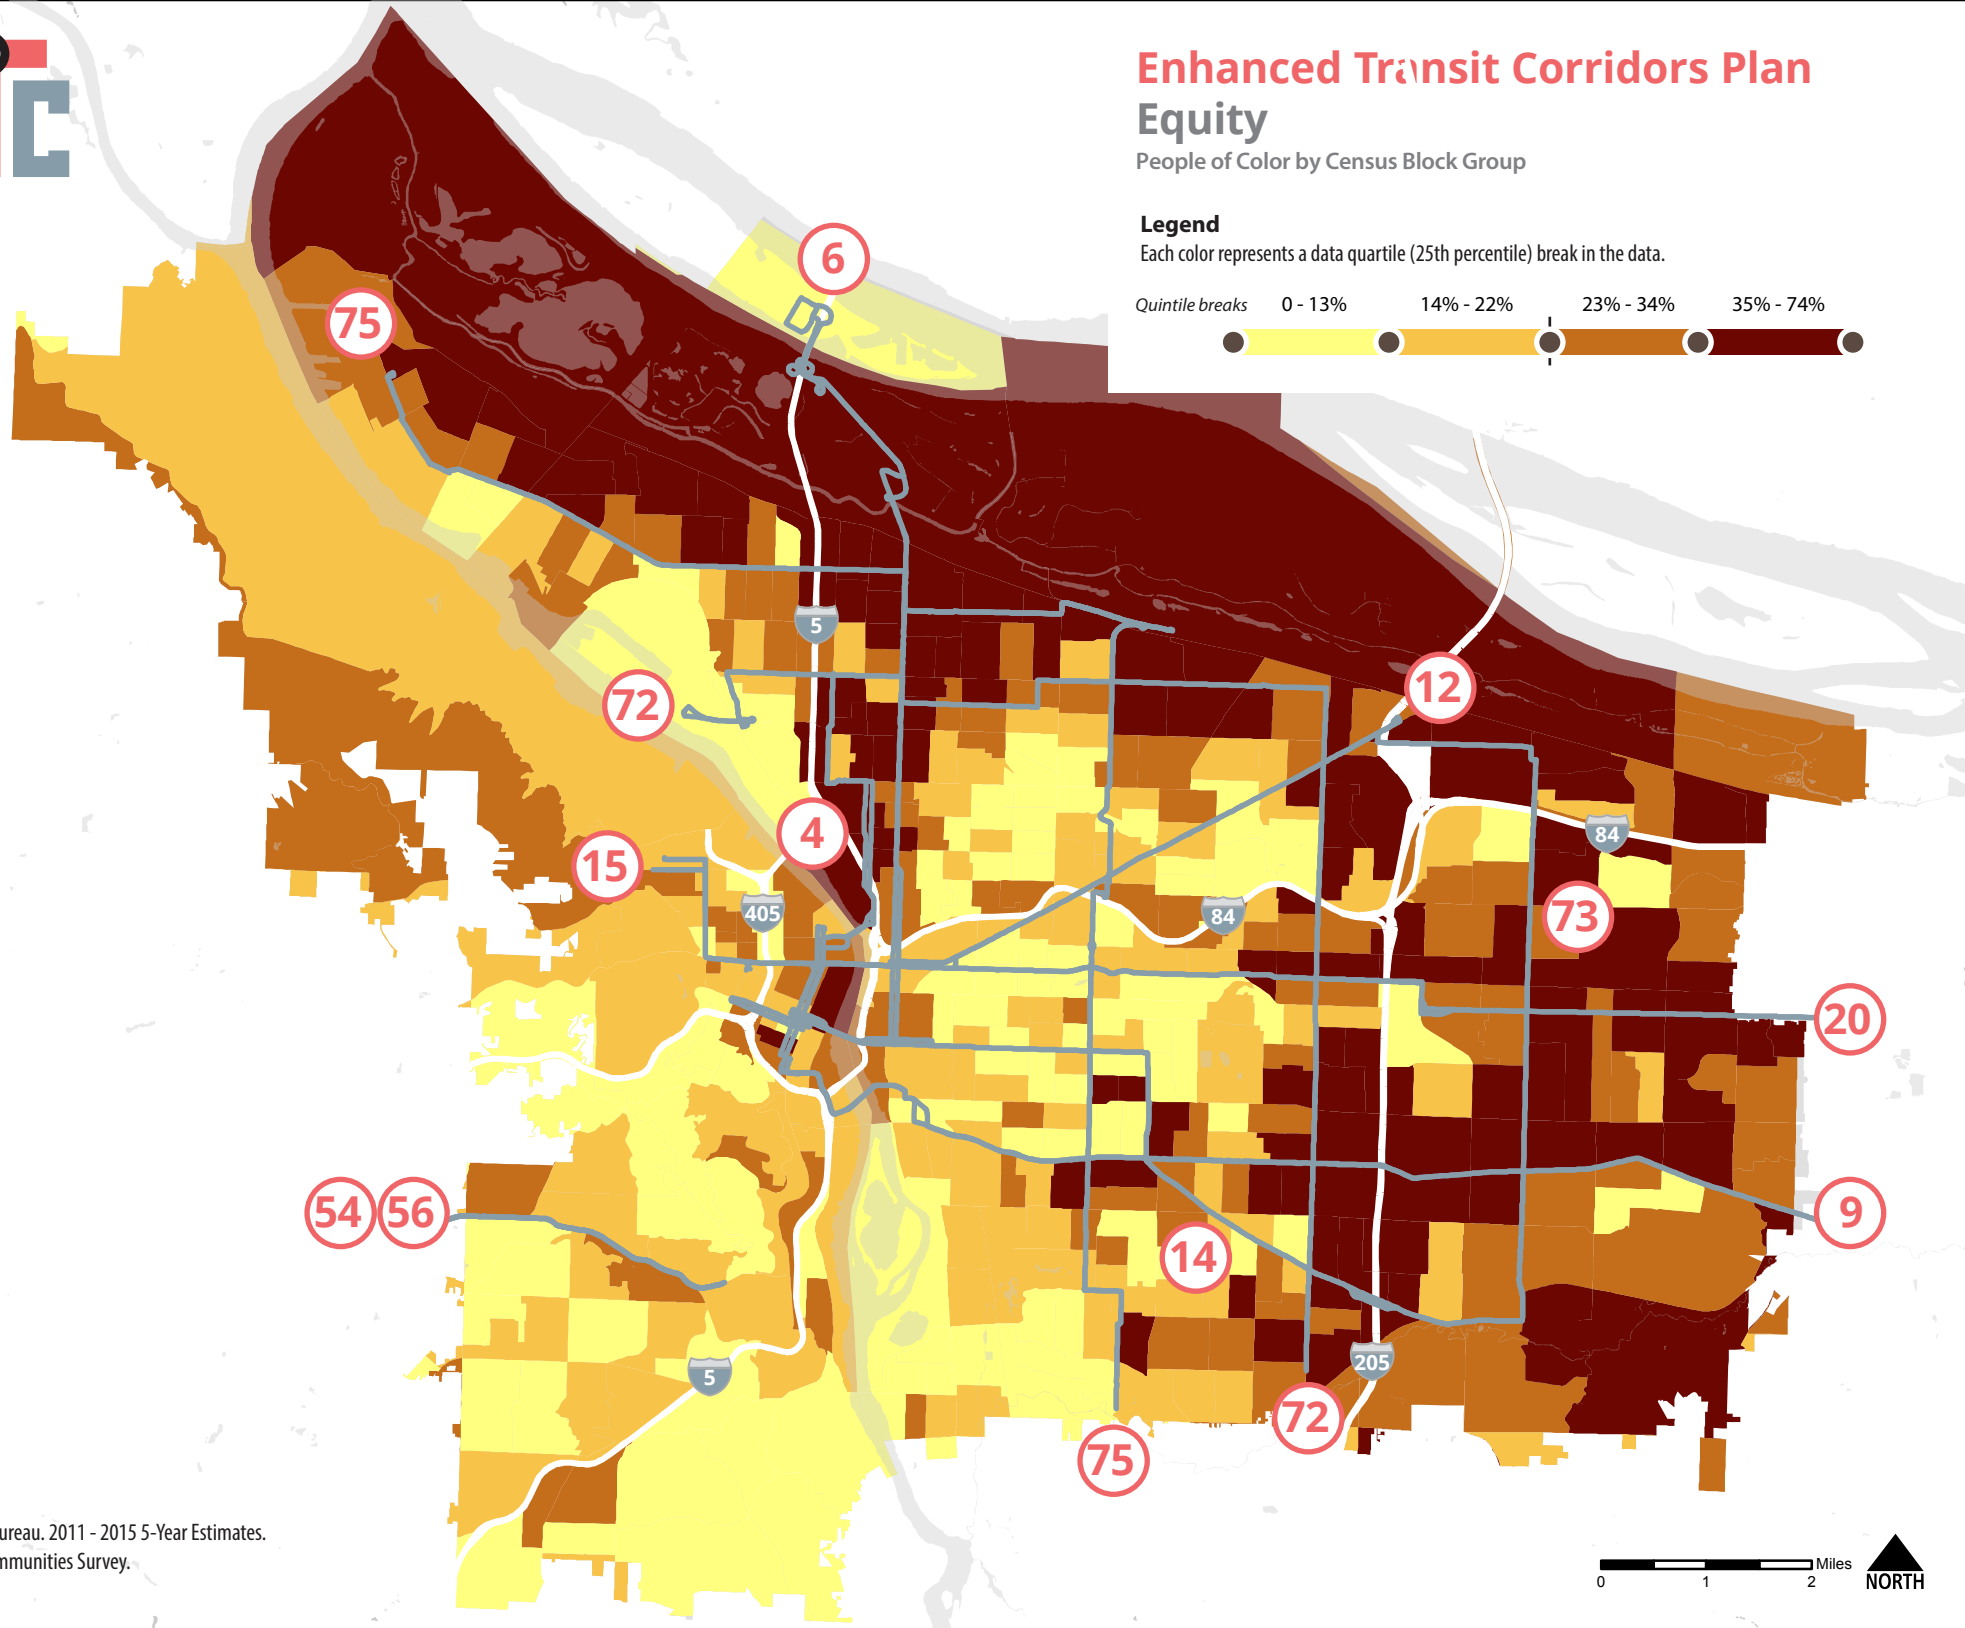 C
Enhanced Transit Corridors Plan
Equity
People of Color by Census Block Group
Legend
Each color represents a data quartile (25th percentile) break in the data.
Quintile breaks 0 - 13% 14% - 22% 23% - 34% 35% - 74%
6
75
5
12
72
4
84
15
405
84
73
20
54 56
9
14
5
205
72
75
ureau. 2011 - 2015 5-Year Estimates.
mmunities Survey.
Miles
0 1 2
NORTH